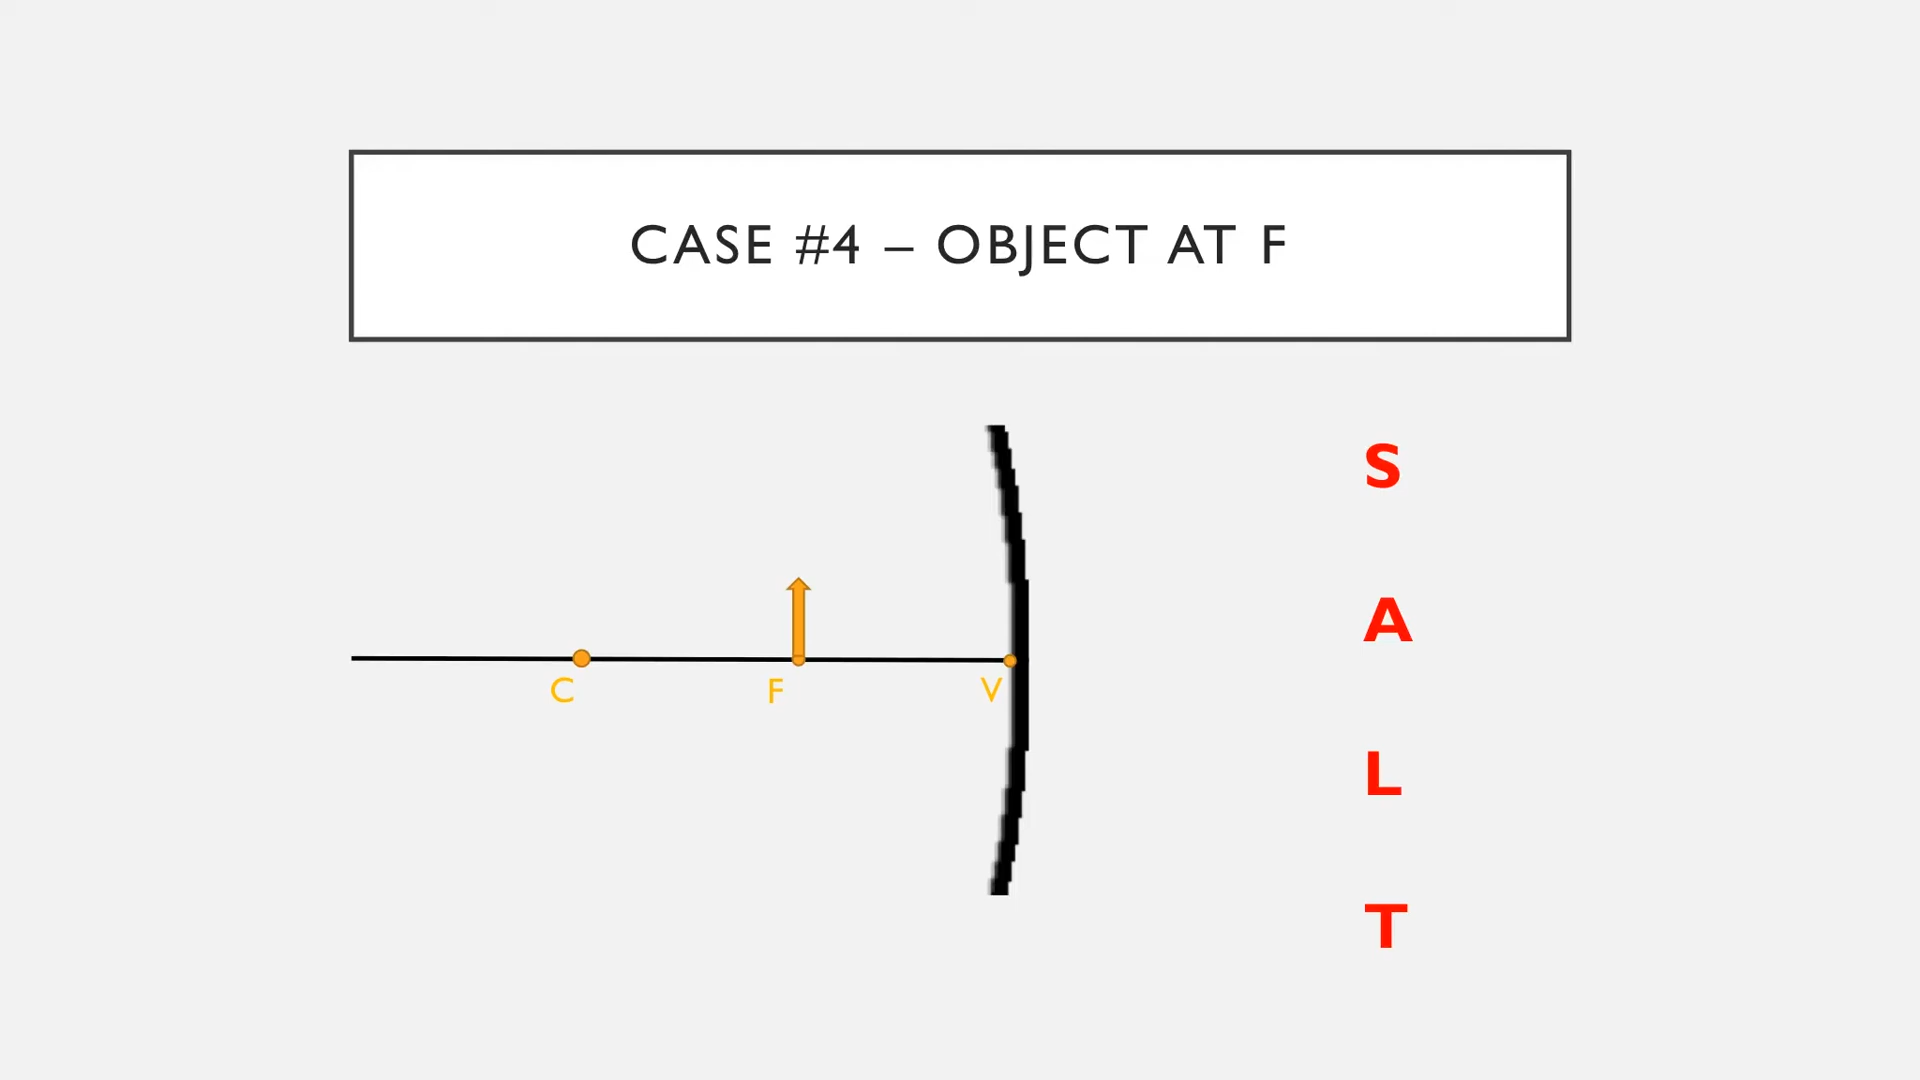 CASE #4 – OBJECT AT F
S
A
C
F
V
L
T